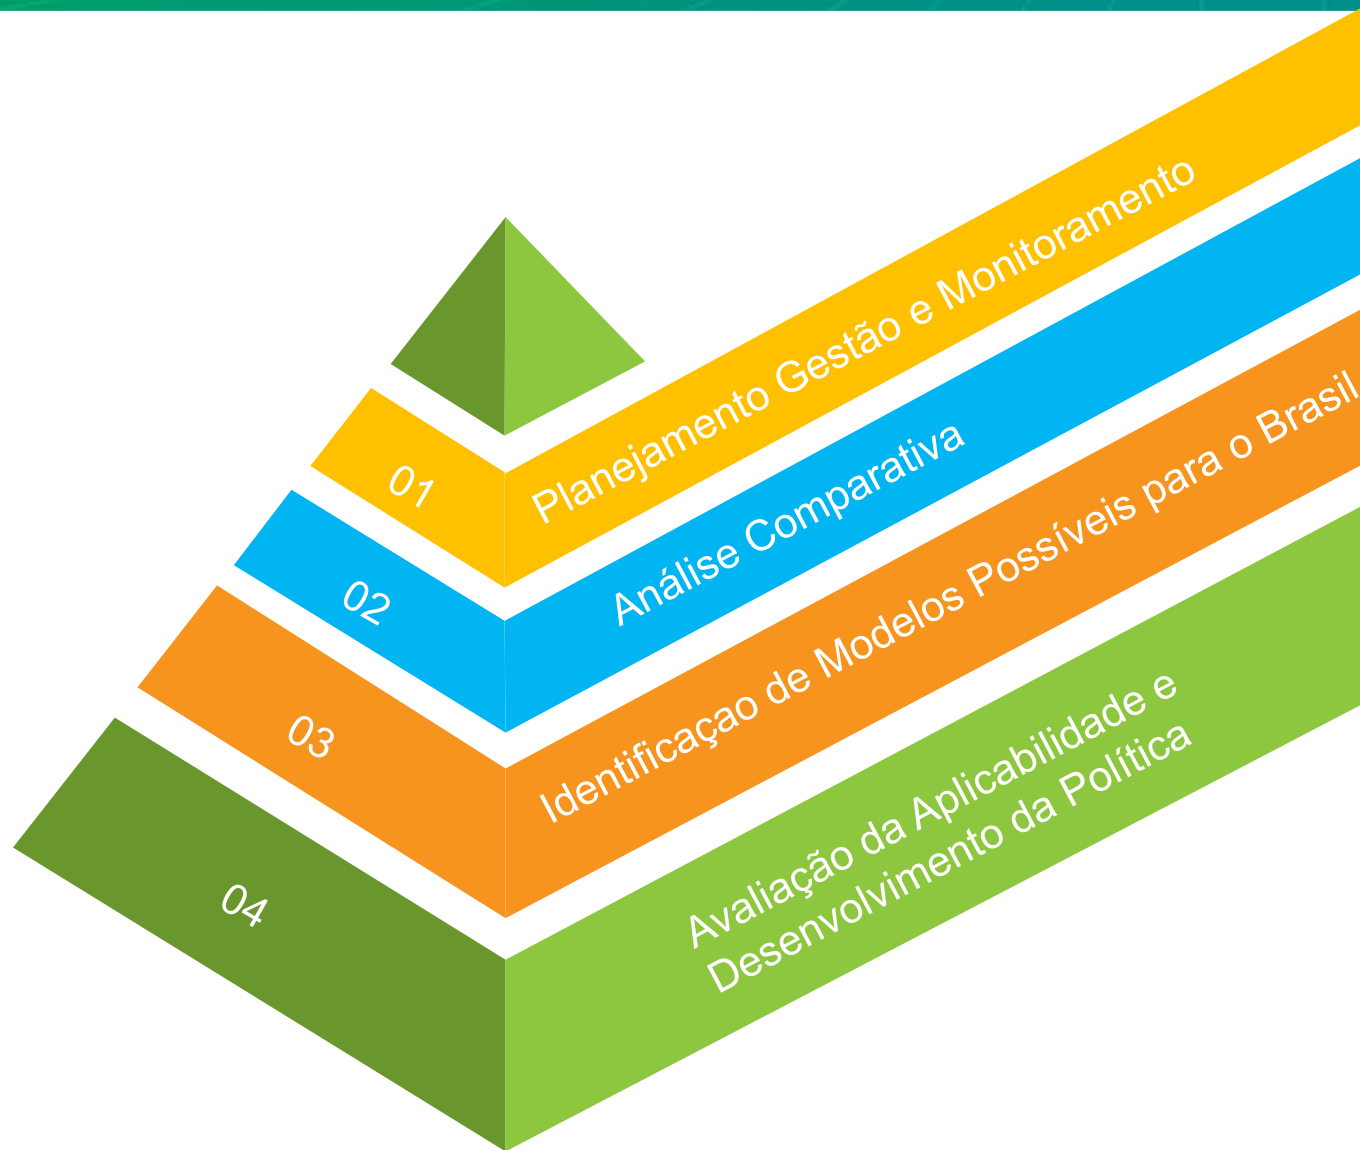 01
Planejamento Gestão e Monitoramento
02
Análise Comparativa
03
Identificaçao de Modelos Possíveis para o Brasil
04
Avaliação da Aplicabilidade e
Desenvolvimento da Política